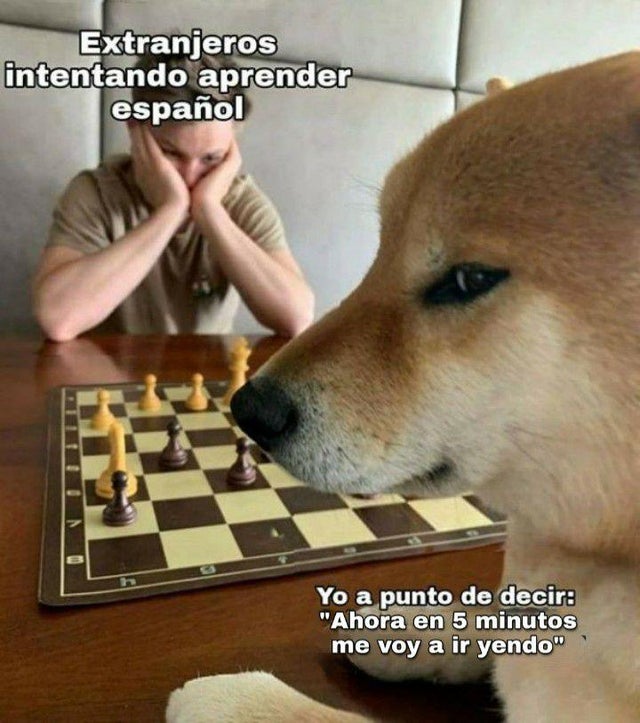 Extranjeros
intentando aprender
español
Yo a punto de decir:
"Ahora en 5 minutos
me voy a ir yendo"